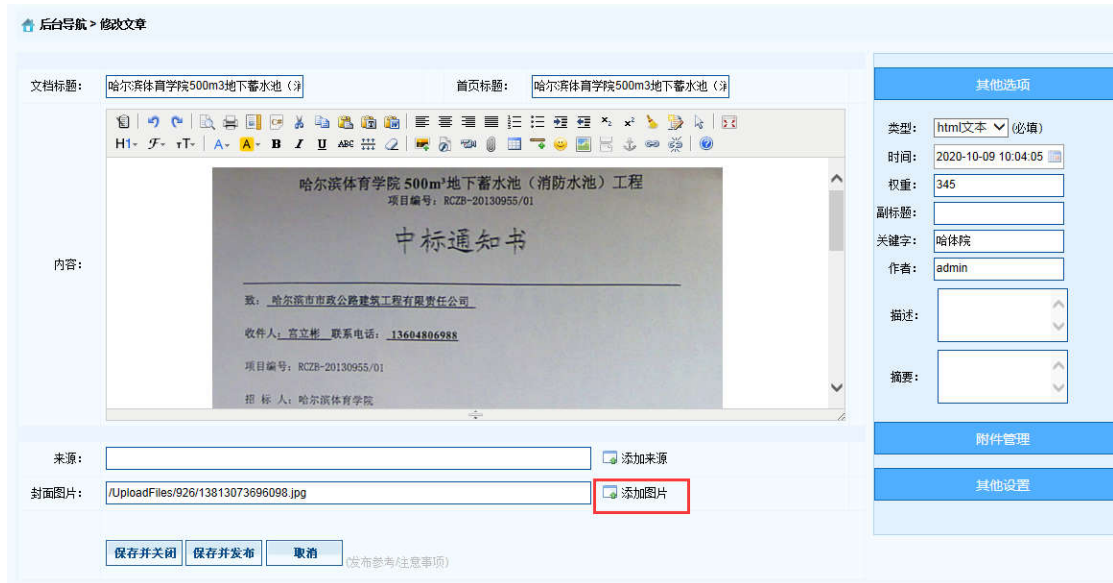 后台导航 > 修改文章
文档标题：
哈尔滨体育学院500m3地下蓄水池（消
首页标题：
哈尔滨体育学院500m3地下蓄水池（消
内容：
哈尔滨体育学院 500m³地下蓄水池（消防水池）工程
项目编号：RCZB-20130955/01
中标通知书
致：哈尔滨市市政公路建筑工程有限责任公司
收件人：宫立彬 联系电话：13604806988
项目编号：RCZB-20130955/01
招 标 人：哈尔滨体育学院
来源：
添加来源
封面图片：
/UploadFiles/926/13813073696098.jpg
添加图片
保存并关闭 保存并发布 取消 (发布参考/注意事项)
其他选项
类型： html文本 (必填)
时间： 2020-10-09 10:04:05
权重： 345
副标题：
关键字： 哈体院
作者： admin
描述：
摘要：
附件管理
其他设置